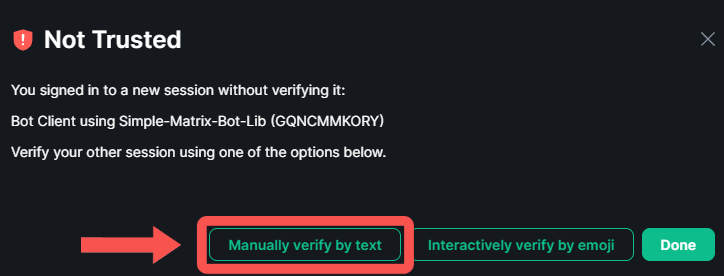 Not Trusted
You signed in to a new session without verifying it:
Bot Client using Simple-Matrix-Bot-Lib (GQNCMMKORY)
Verify your other session using one of the options below.
Manually verify by text Interactively verify by emoji Done